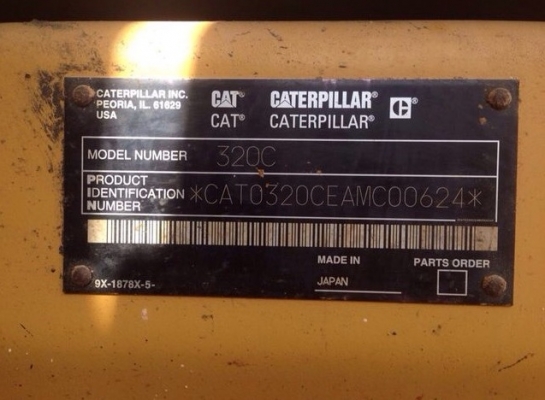 CATERPILLAR INC.
PEORIA, IL. 61629
USA
CAT® CATERPILLAR®
CAT® CATERPILLAR®
MODEL NUMBER 320C
PRODUCT
IDENTIFICATION
NUMBER
*CAT0320CEAMC00624*
MADE IN
JAPAN
PARTS ORDER
9X-1878X-5-